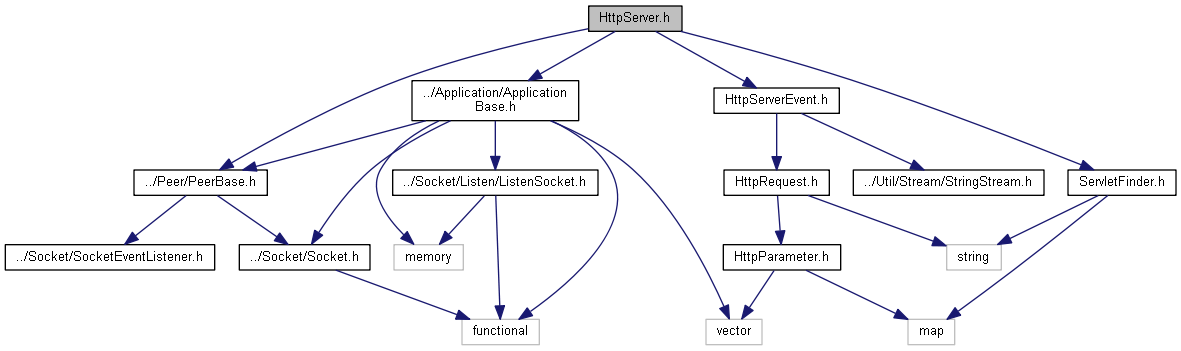 HttpServer.h
../Application/Application
Base.h
HttpServerEvent.h
../Peer/PeerBase.h
../Socket/Listen/ListenSocket.h
HttpRequest.h
../Util/Stream/StringStream.h
ServletFinder.h
../Socket/SocketEventListener.h
../Socket/Socket.h
memory
HttpParameter.h
string
functional
vector
map